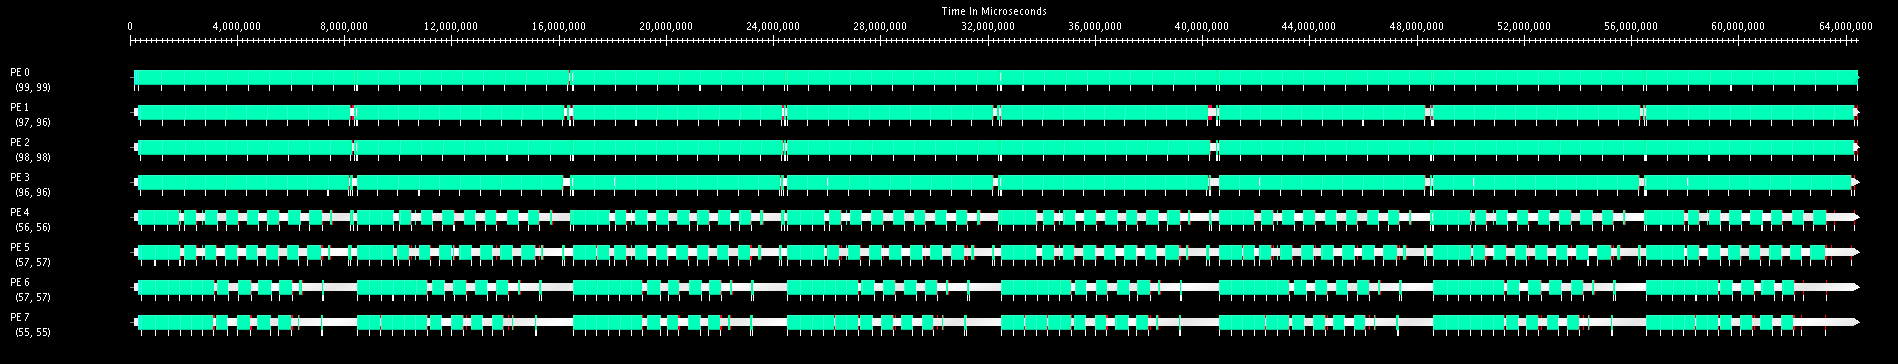 Time In Microseconds
0 4,000,000 8,000,000 12,000,000 16,000,000 20,000,000 24,000,000 28,000,000 32,000,000 36,000,000 40,000,000 44,000,000 48,000,000 52,000,000 56,000,000 60,000,000 64,000,000
PE 0
(99, 99)
PE 1
(97, 96)
PE 2
(98, 98)
PE 3
(96, 96)
PE 4
(56, 56)
PE 5
(57, 57)
PE 6
(57, 57)
PE 7
(55, 55)